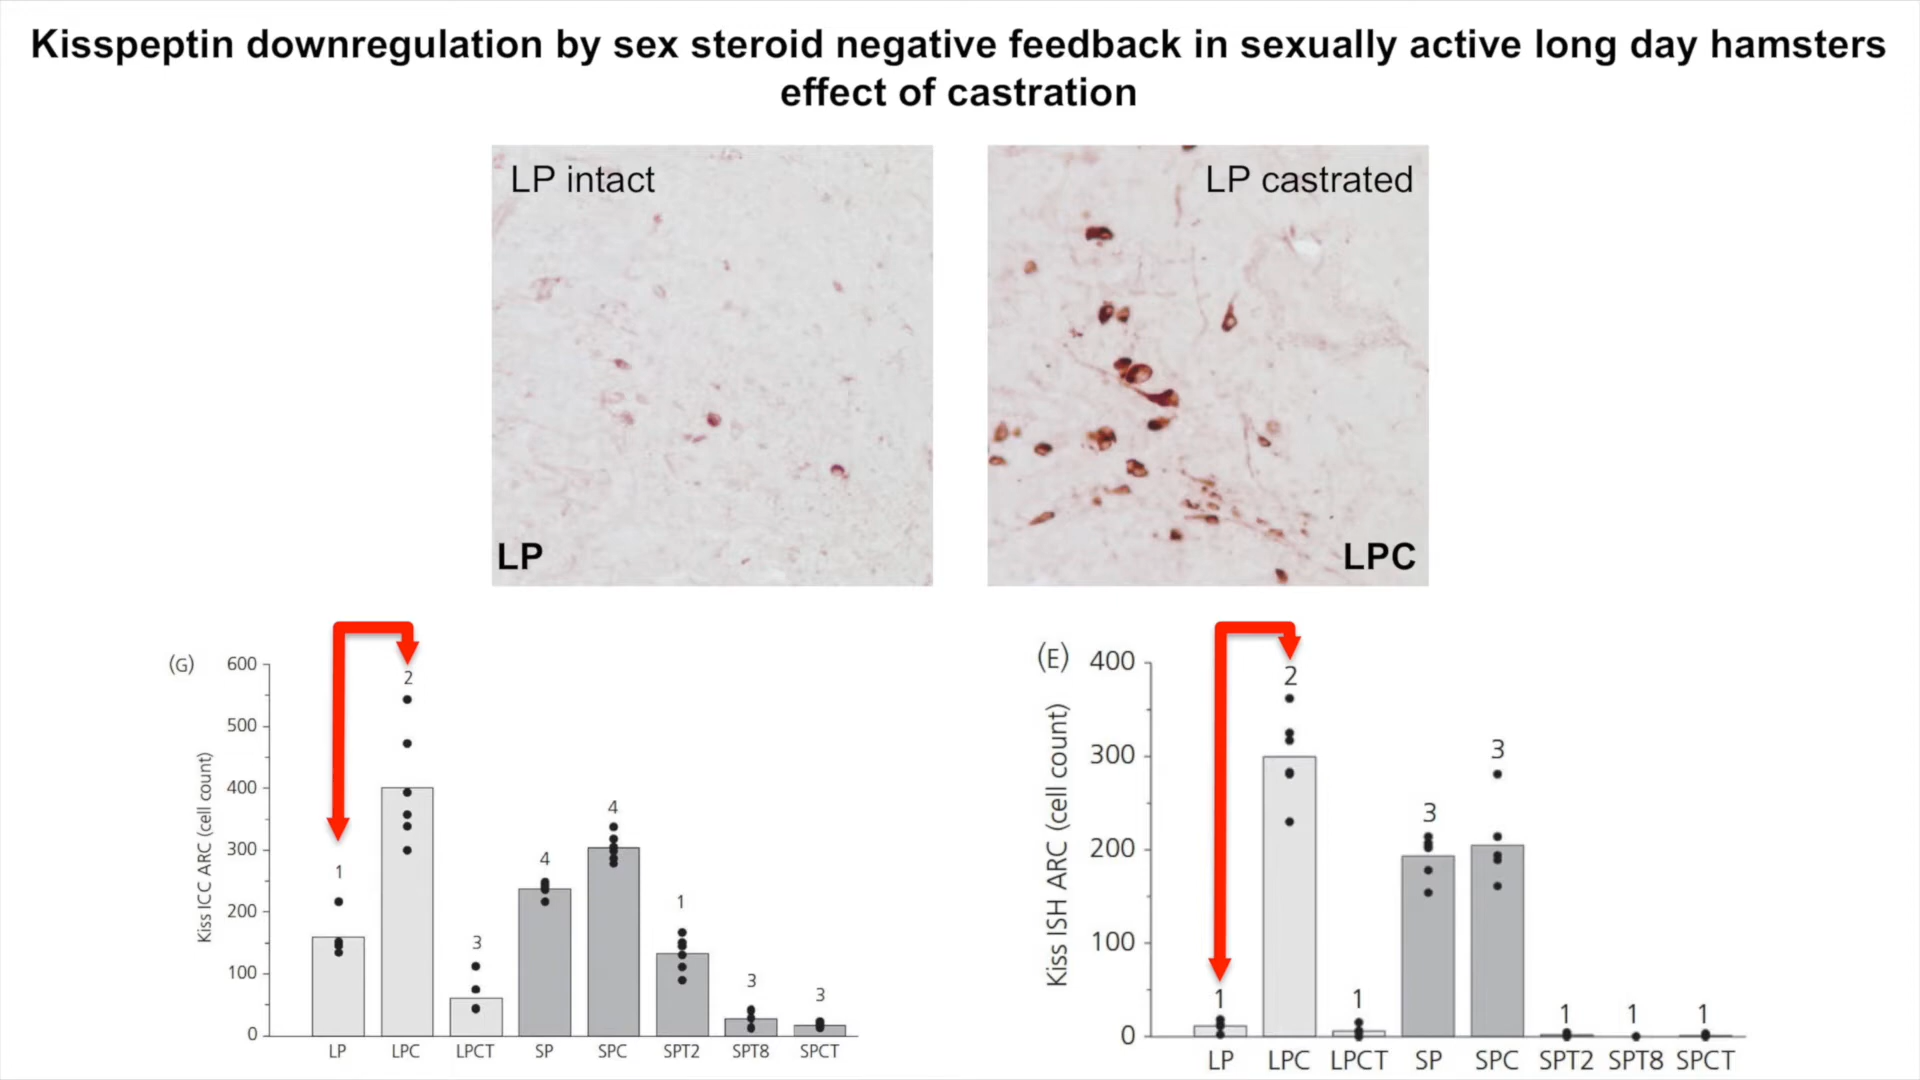 Kisspeptin downregulation by sex steroid negative feedback in sexually active long day hamsters
effect of castration
LP intact
LP
LP castrated
LPC
(G)
Kiss ICC ARC (cell count)
600
500
400
300
200
100
0
1
2
3
4
4
1
3
3
LP LPC LPCT SP SPC SPT2 SPT8 SPCT
(E)
Kiss ISH ARC (cell count)
400
300
200
100
0
1
2
1
3
3
1
1
1
LP LPC LPCT SP SPC SPT2 SPT8 SPCT